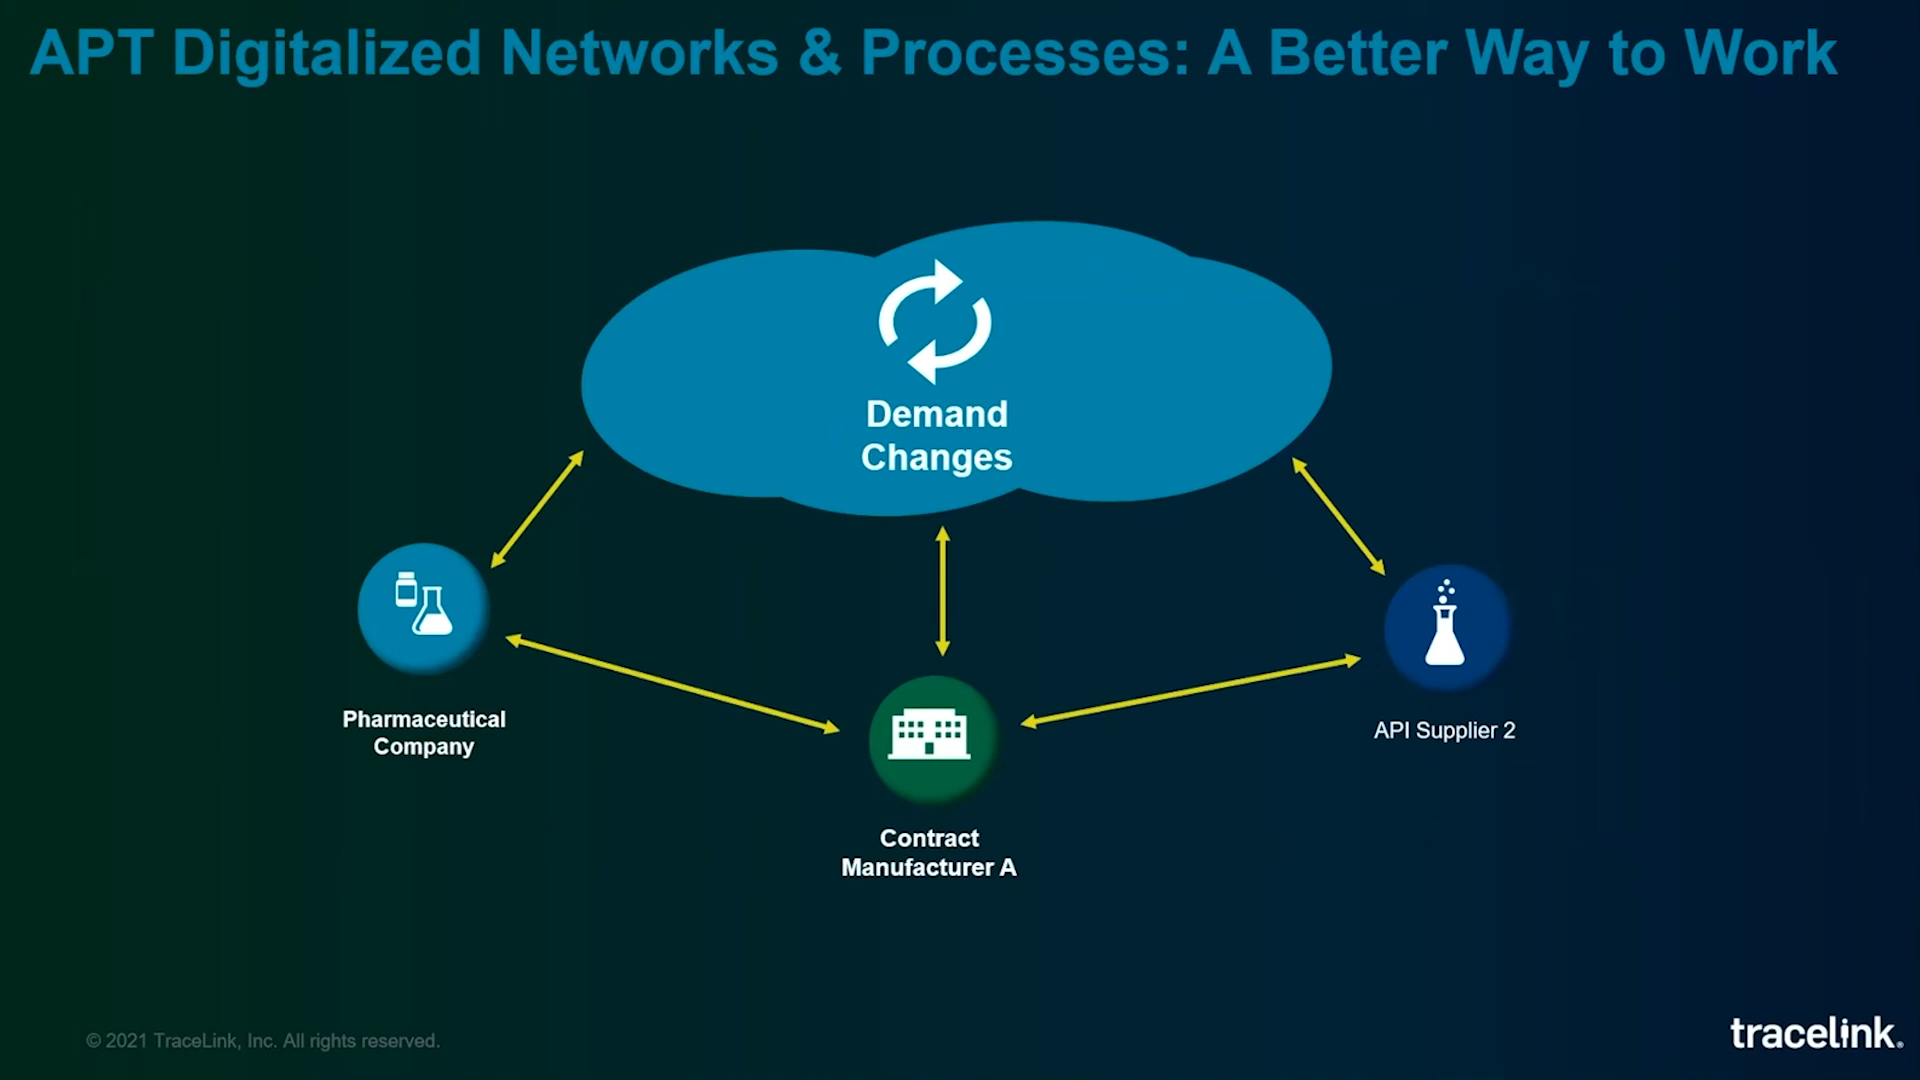 APT Digitalized Networks & Processes: A Better Way to Work
Demand
Changes
Pharmaceutical
Company
API Supplier 2
Contract
Manufacturer A
© 2021 TraceLink, Inc. All rights reserved.
tracelink®